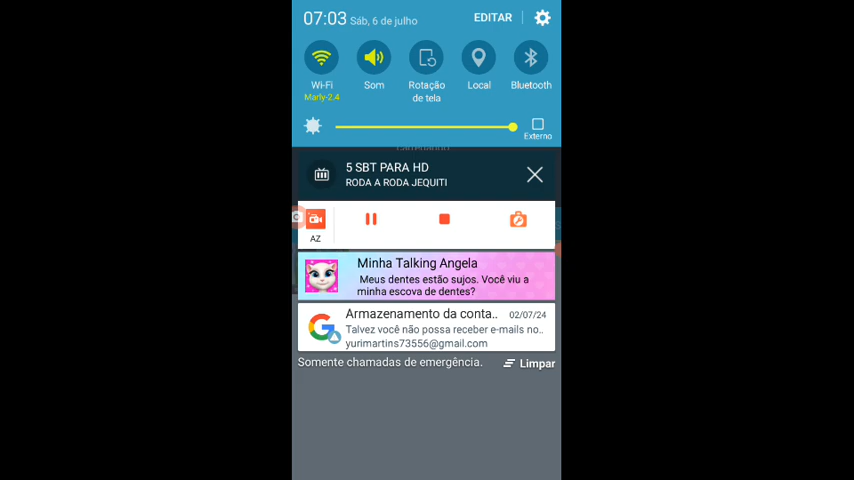 07:03 Sáb, 6 de julho EDITAR
Wi-Fi Som Rotação de tela Local Bluetooth
Marly-2.4
Externo
Carregando
5 SBT PARA HD
RODA A RODA JEQUITI
AZ
Minha Talking Angela
Meus dentes estão sujos. Você viu a
minha escova de dentes?
Armazenamento da conta.. 02/07/24
Talvez você não possa receber e-mails no..
yurimartins73556@gmail.com
Somente chamadas de emergência. Limpar